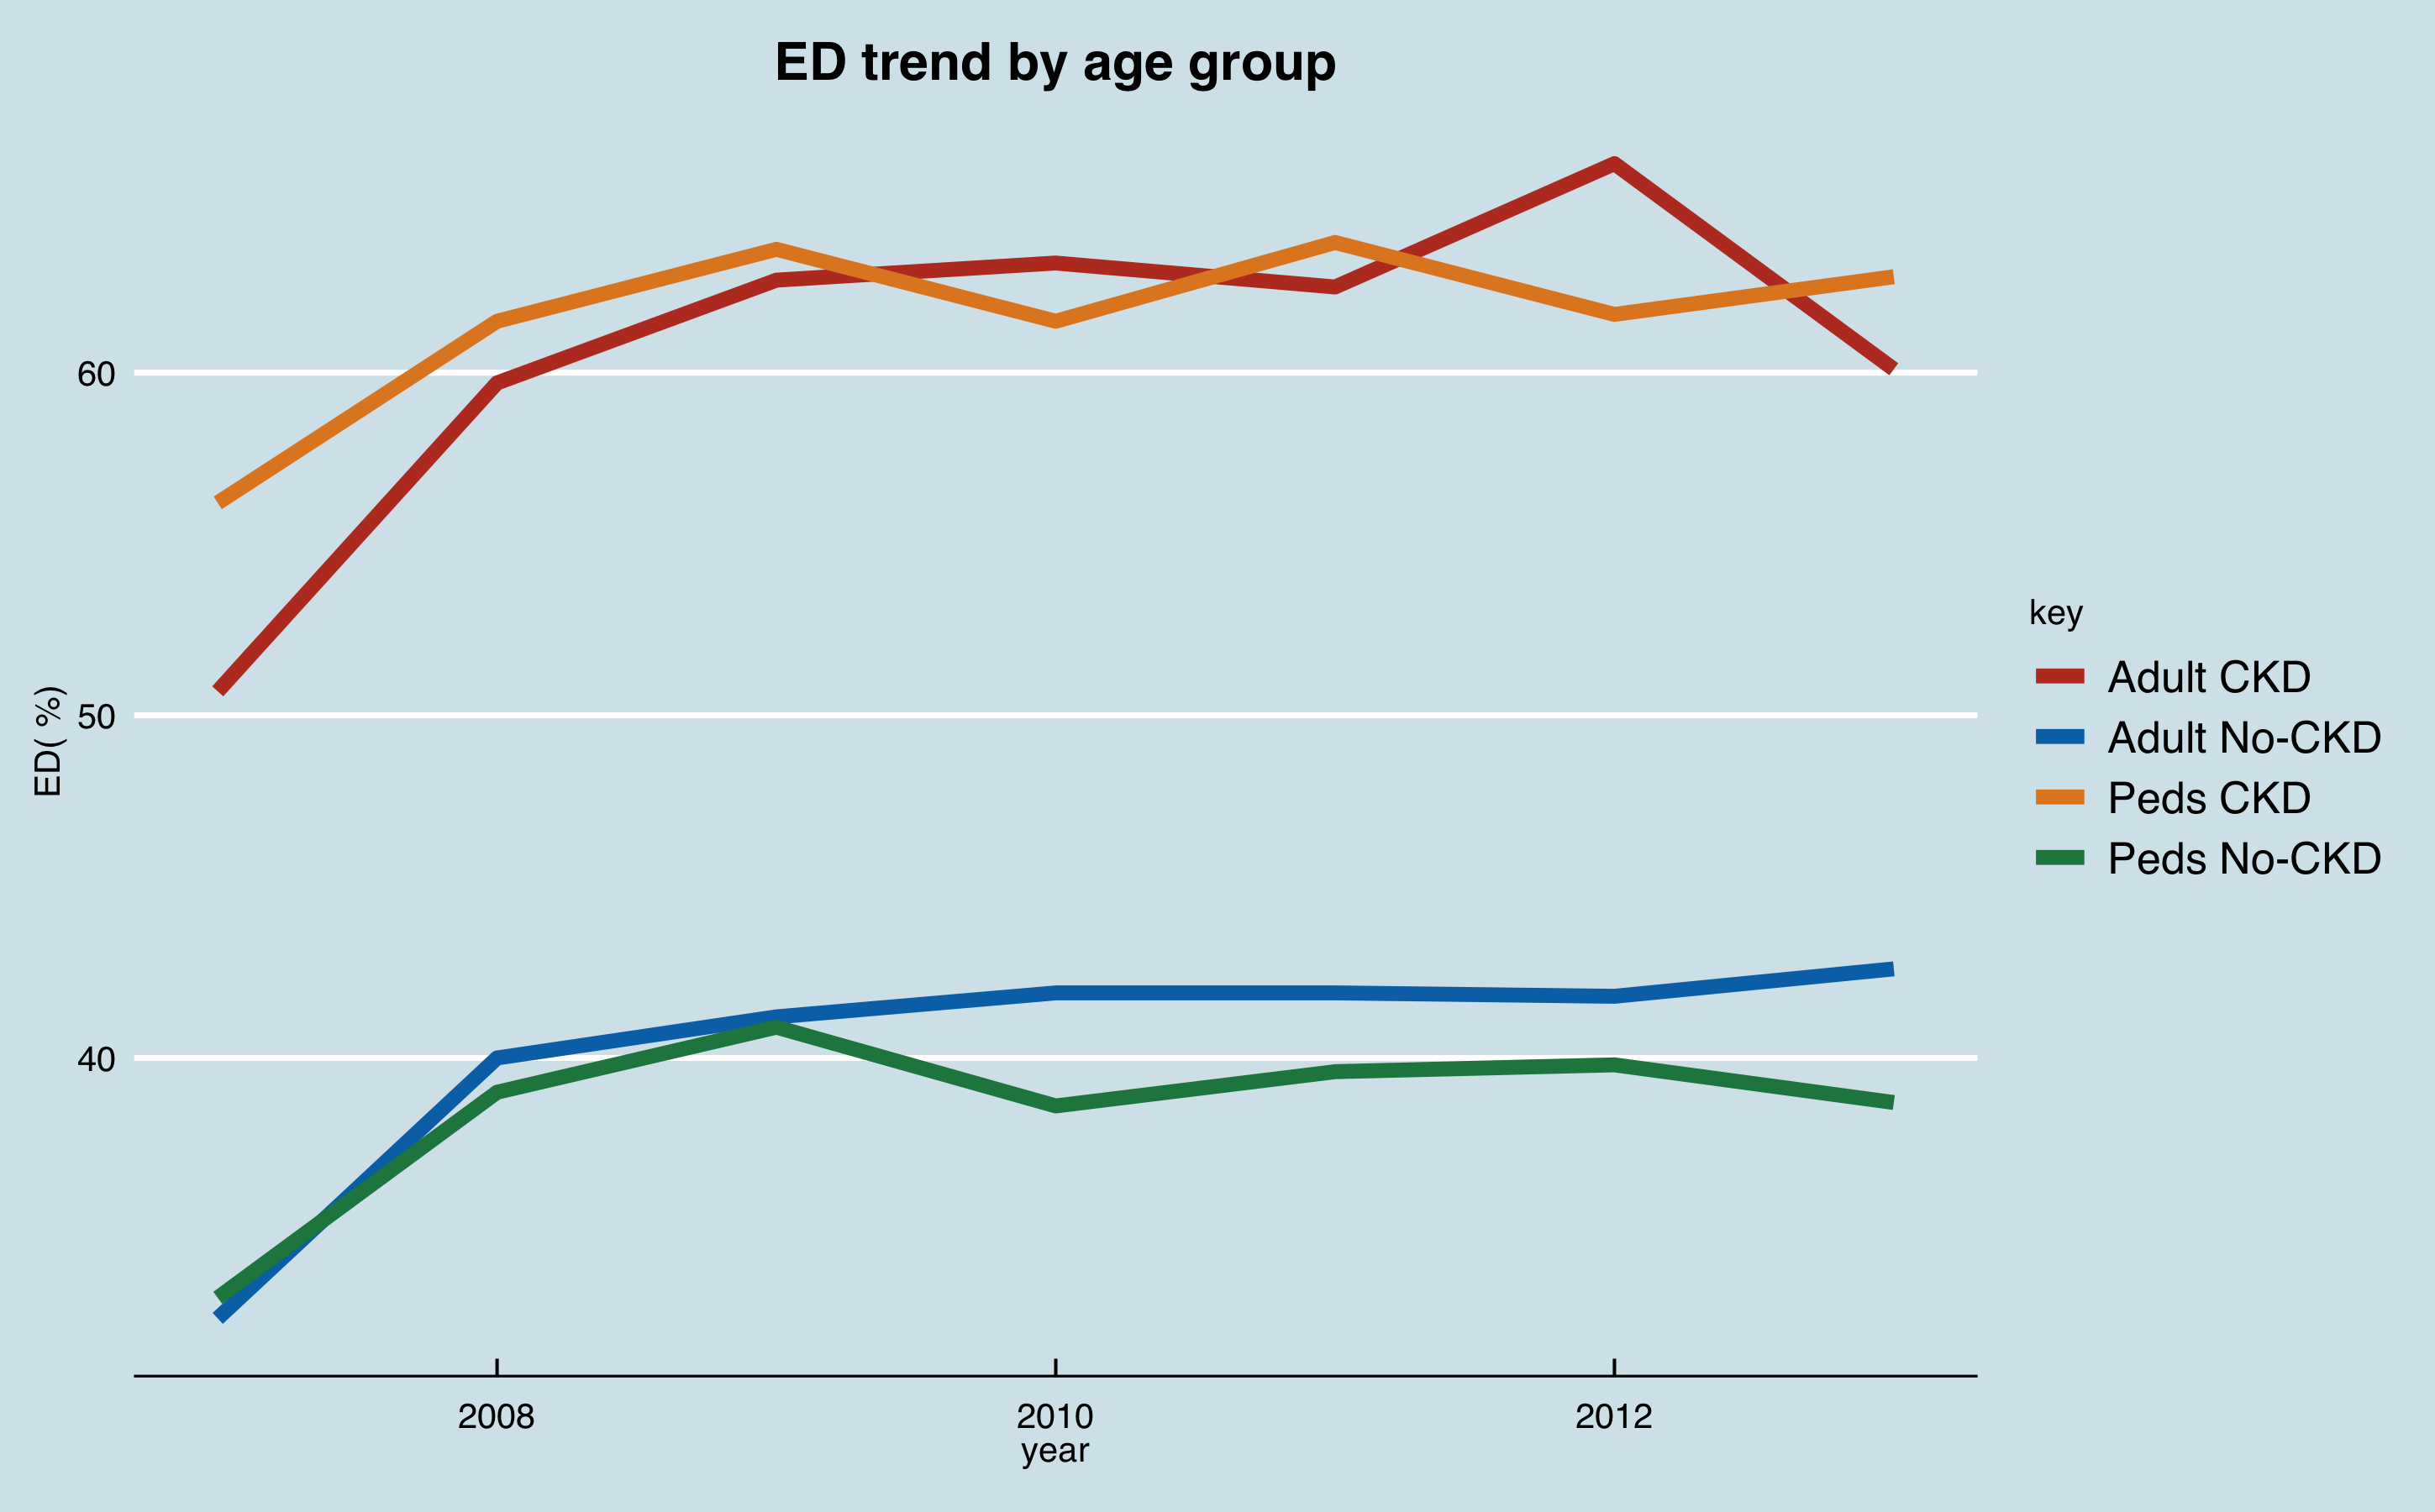 ED trend by age group
60
50
40
ED( %)
2008
2010
2012
year
key
Adult CKD
Adult No-CKD
Peds CKD
Peds No-CKD